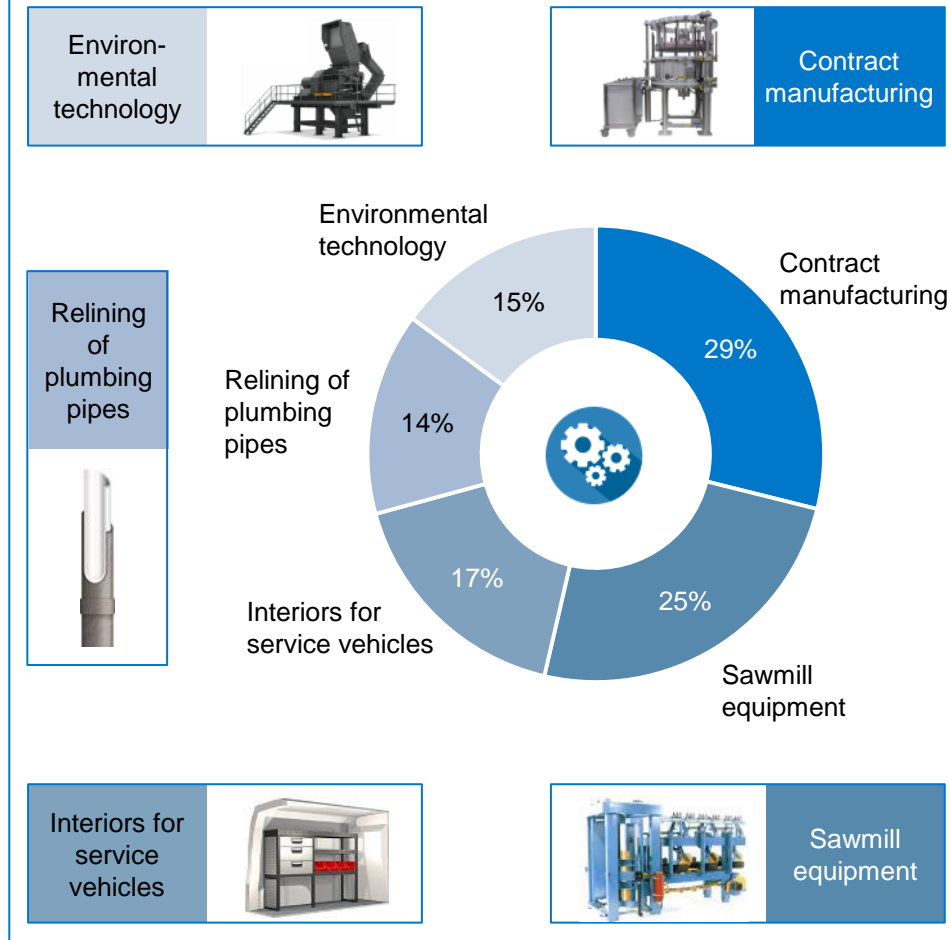 Environ-
mental
technology
Contract
manufacturing
Environmental
technology
Contract
manufacturing
15%
29%
Relining
of
plumbing
pipes
Relining of
plumbing
pipes
14%
17%
25%
Interiors for
service vehicles
Sawmill
equipment
Interiors for
service
vehicles
Sawmill
equipment